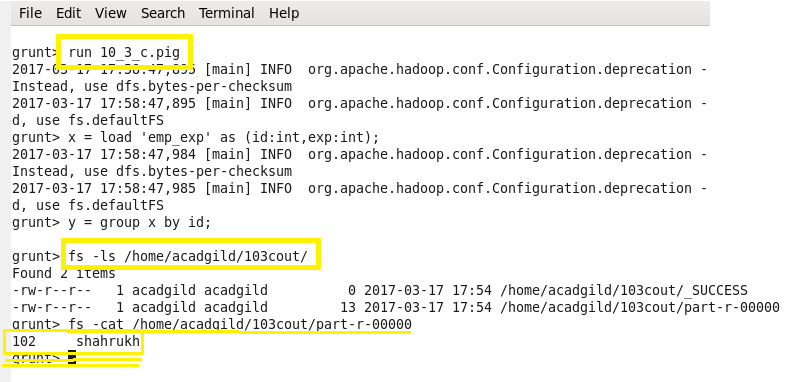 File Edit View Search Terminal Help
grunt> run 10_3_c.pig
2017-03-17 17:58:47,895 [main] INFO  org.apache.hadoop.conf.Configuration.deprecation -
Instead, use dfs.bytes-per-checksum
2017-03-17 17:58:47,895 [main] INFO  org.apache.hadoop.conf.Configuration.deprecation -
d, use fs.defaultFS
grunt> x = load 'emp_exp' as (id:int,exp:int);
2017-03-17 17:58:47,984 [main] INFO  org.apache.hadoop.conf.Configuration.deprecation -
Instead, use dfs.bytes-per-checksum
2017-03-17 17:58:47,985 [main] INFO  org.apache.hadoop.conf.Configuration.deprecation -
d, use fs.defaultFS
grunt> y = group x by id;
grunt> fs -ls /home/acadgild/103cout/
Found 2 items
-rw-r--r--   1 acadgild acadgild          0 2017-03-17 17:54 /home/acadgild/103cout/_SUCCESS
-rw-r--r--   1 acadgild acadgild         13 2017-03-17 17:54 /home/acadgild/103cout/part-r-00000
grunt> fs -cat /home/acadgild/103cout/part-r-00000
102     shahrukh
grunt>